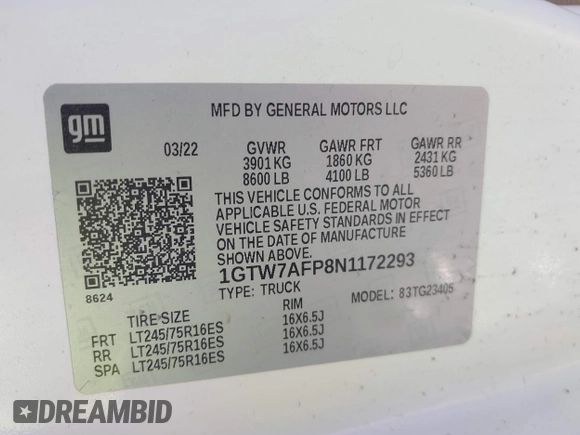 gm
MFD BY GENERAL MOTORS LLC
03/22 GVWR GAWR FRT GAWR RR
3901 KG 1860 KG 2431 KG
8600 LB 4100 LB 5360 LB
THIS VEHICLE CONFORMS TO ALL
APPLICABLE U.S. FEDERAL MOTOR
VEHICLE SAFETY STANDARDS IN EFFECT
ON THE DATE OF MANUFACTURE
SHOWN ABOVE.
1GTW7AFP8N1172293
8624
TYPE: TRUCK MODEL: 83TG23405
TIRE SIZE RIM
FRT LT245/75R16ES 16X6.5J
RR LT245/75R16ES 16X6.5J
SPA LT245/75R16ES 16X6.5J
DREAMBID